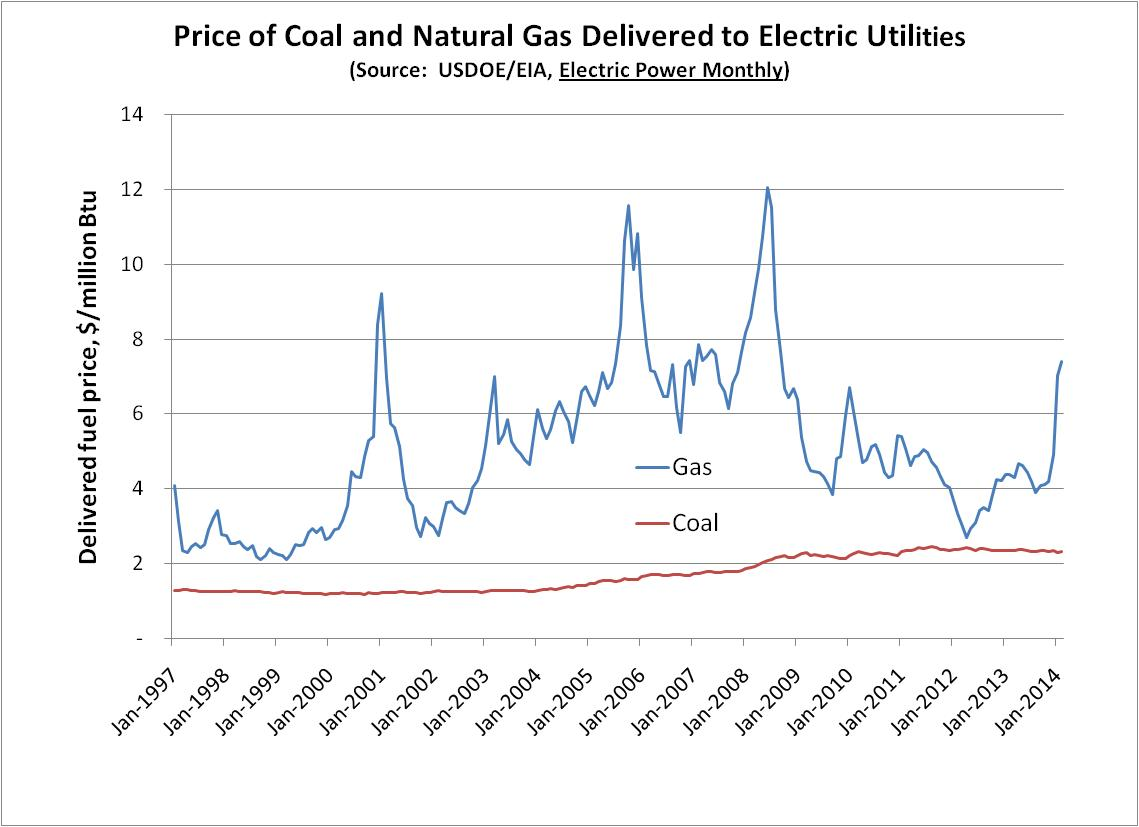 Price of Coal and Natural Gas Delivered to Electric Utilities
(Source:  USDOE/EIA, Electric Power Monthly)
Delivered fuel price, $/million Btu
14
12
10
8
6
4
2
-
Gas
Coal
Jan-1997
Jan-1998
Jan-1999
Jan-2000
Jan-2001
Jan-2002
Jan-2003
Jan-2004
Jan-2005
Jan-2006
Jan-2007
Jan-2008
Jan-2009
Jan-2010
Jan-2011
Jan-2012
Jan-2013
Jan-2014